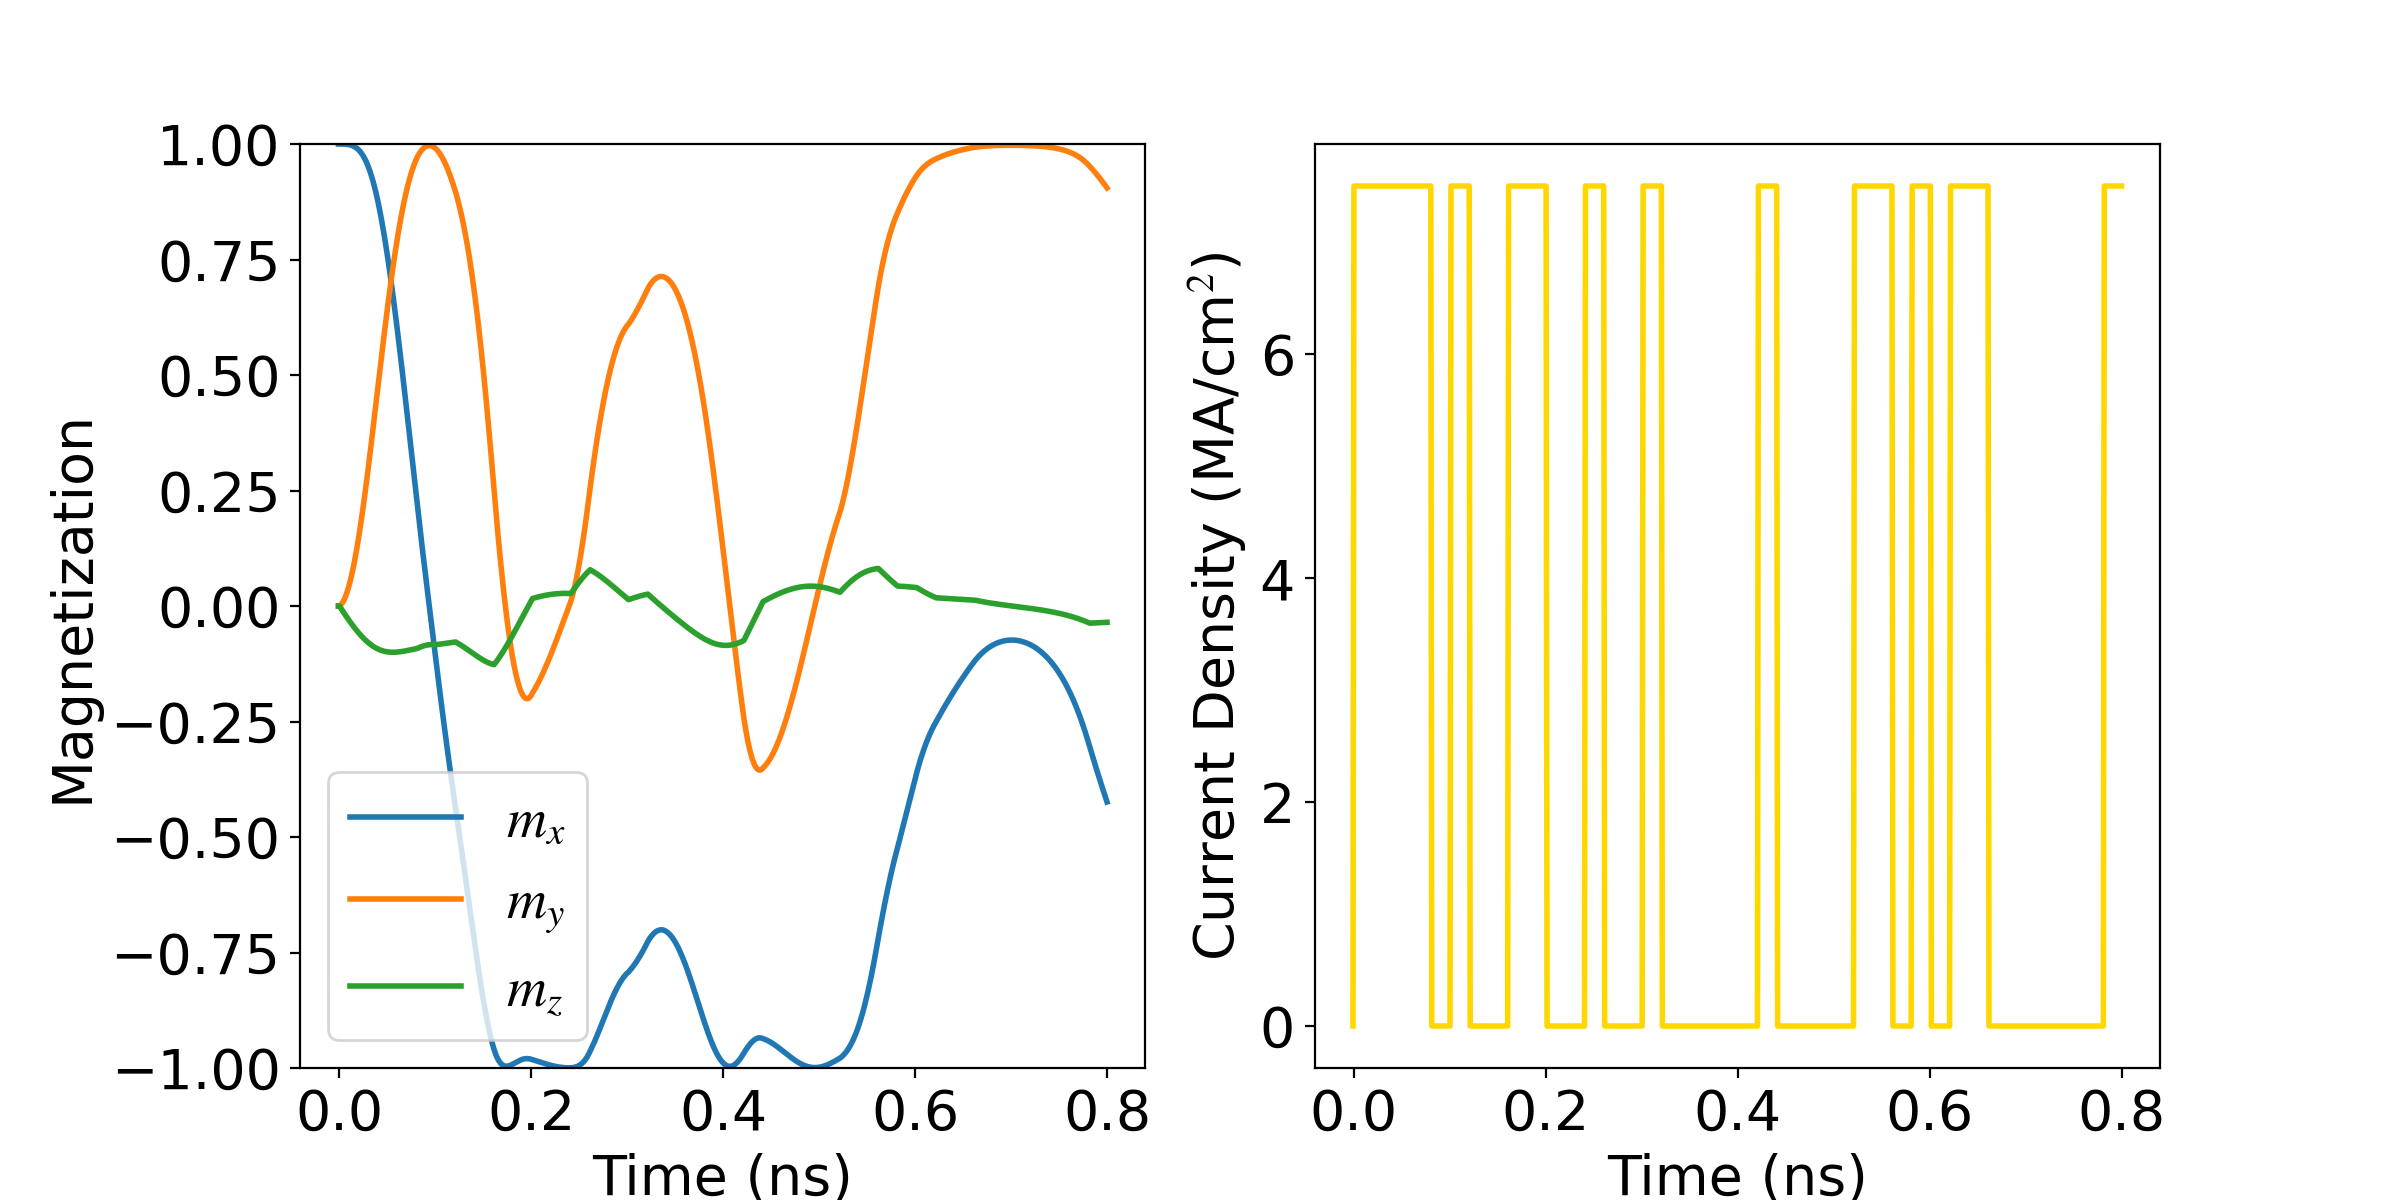 Magnetization
1.00
0.75
0.50
0.25
0.00
−0.25
−0.50
−0.75
−1.00
m_x
m_y
m_z
0.0 0.2 0.4 0.6 0.8
Time (ns)
Current Density (MA/cm²)
6
4
2
0
0.0 0.2 0.4 0.6 0.8
Time (ns)